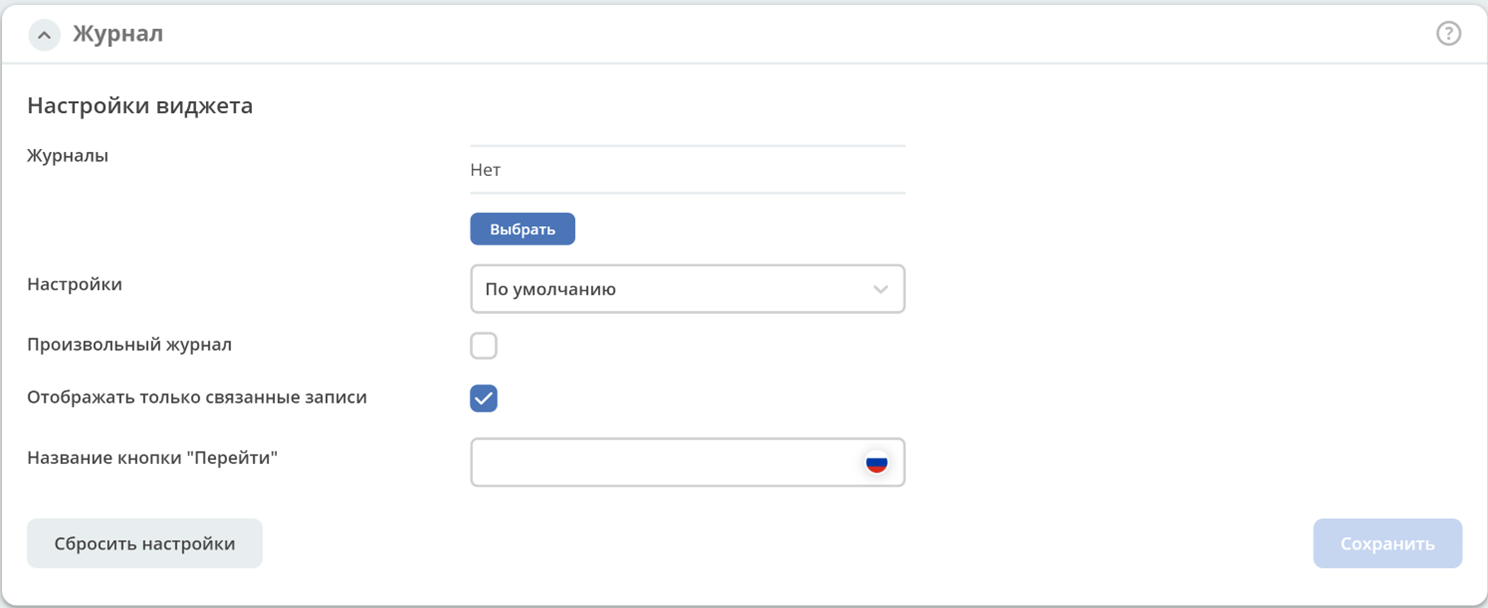 Журнал
?
Настройки виджета
Журналы
Нет
Выбрать
Настройки
По умолчанию
Произвольный журнал
Отображать только связанные записи
Название кнопки "Перейти"
Сбросить настройки
Сохранить